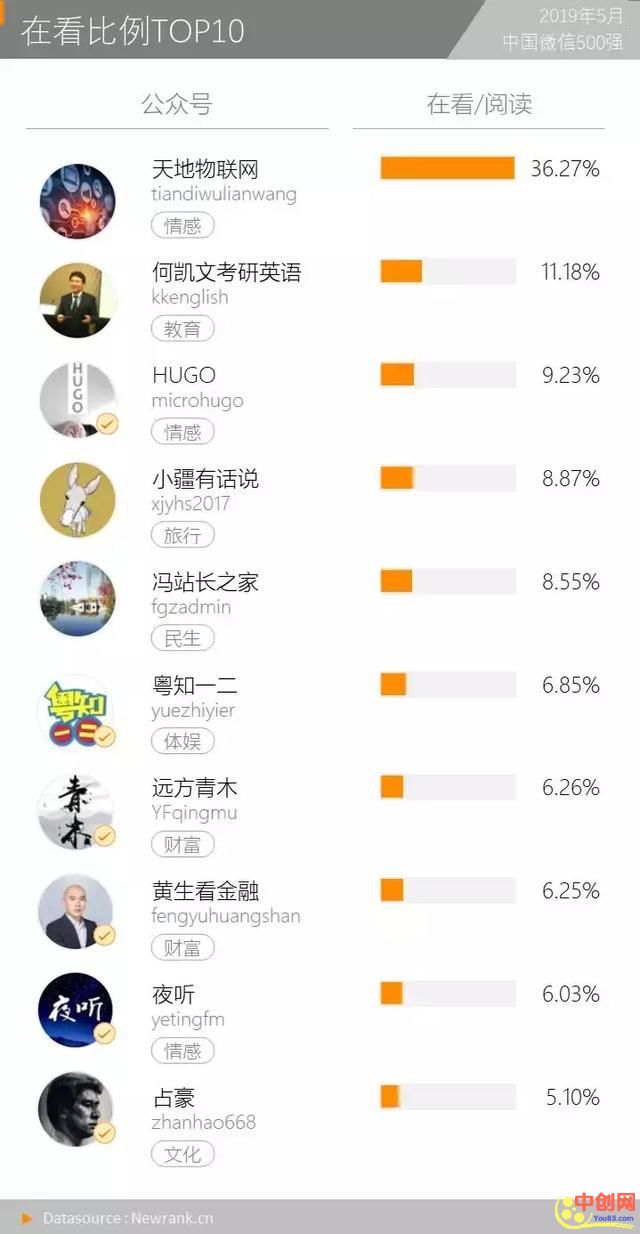 在看比例TOP10
2019年5月
中国微信500强
公众号
在看/阅读
天地物联网
36.27%
tiandiwulianwang
情感
何凯文考研英语
11.18%
kkenglish
教育
HUGO
HUGO
9.23%
microhugo
情感
小疆有话说
8.87%
xjyhs2017
旅行
冯站长之家
8.55%
fgzadmin
民生
粤知一二
粤知一二
6.85%
yuezhiyier
体娱
青木
远方青木
6.26%
YFqingmu
财富
黄生看金融
6.25%
fengyuhuangshan
财富
夜听
夜听
6.03%
yetingfm
情感
占豪
5.10%
zhanhao668
文化
Datasource : Newrank.cn
中创网
You85.com